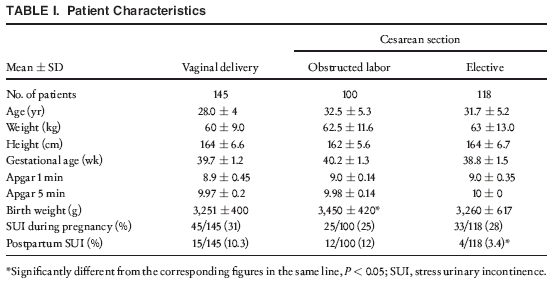 TABLE I. Patient Characteristics
Cesarean section
Mean ± SD Vaginal delivery Obstructed labor Elective
No. of patients 145 100 118
Age (yr) 28.0 ± 4 32.5 ± 5.3 31.7 ± 5.2
Weight (kg) 60 ± 9.0 62.5 ± 11.6 63 ± 13.0
Height (cm) 164 ± 6.6 162 ± 5.6 164 ± 6.7
Gestational age (wk) 39.7 ± 1.2 40.2 ± 1.3 38.8 ± 1.5
Apgar 1 min 8.9 ± 0.45 9.0 ± 0.14 9.0 ± 0.35
Apgar 5 min 9.97 ± 0.2 9.98 ± 0.14 10 ± 0
Birth weight (g) 3,251 ± 400 3,450 ± 420* 3,260 ± 617
SUI during pregnancy (%) 45/145 (31) 25/100 (25) 33/118 (28)
Postpartum SUI (%) 15/145 (10.3) 12/100 (12) 4/118 (3.4)*
*Significantly different from the corresponding figures in the same line, P < 0.05; SUI, stress urinary incontinence.